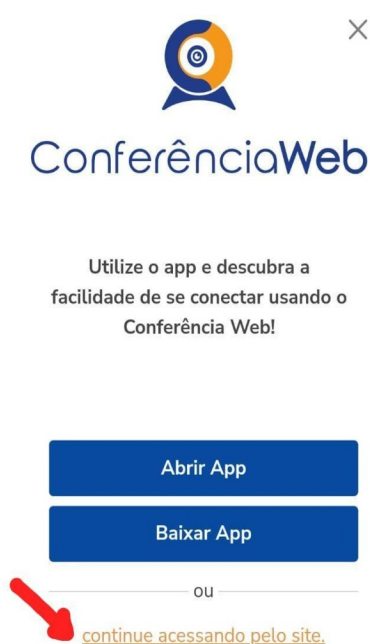 ConferênciaWeb
Utilize o app e descubra a
facilidade de se conectar usando o
Conferência Web!
Abrir App
Baixar App
ou
continue acessando pelo site.